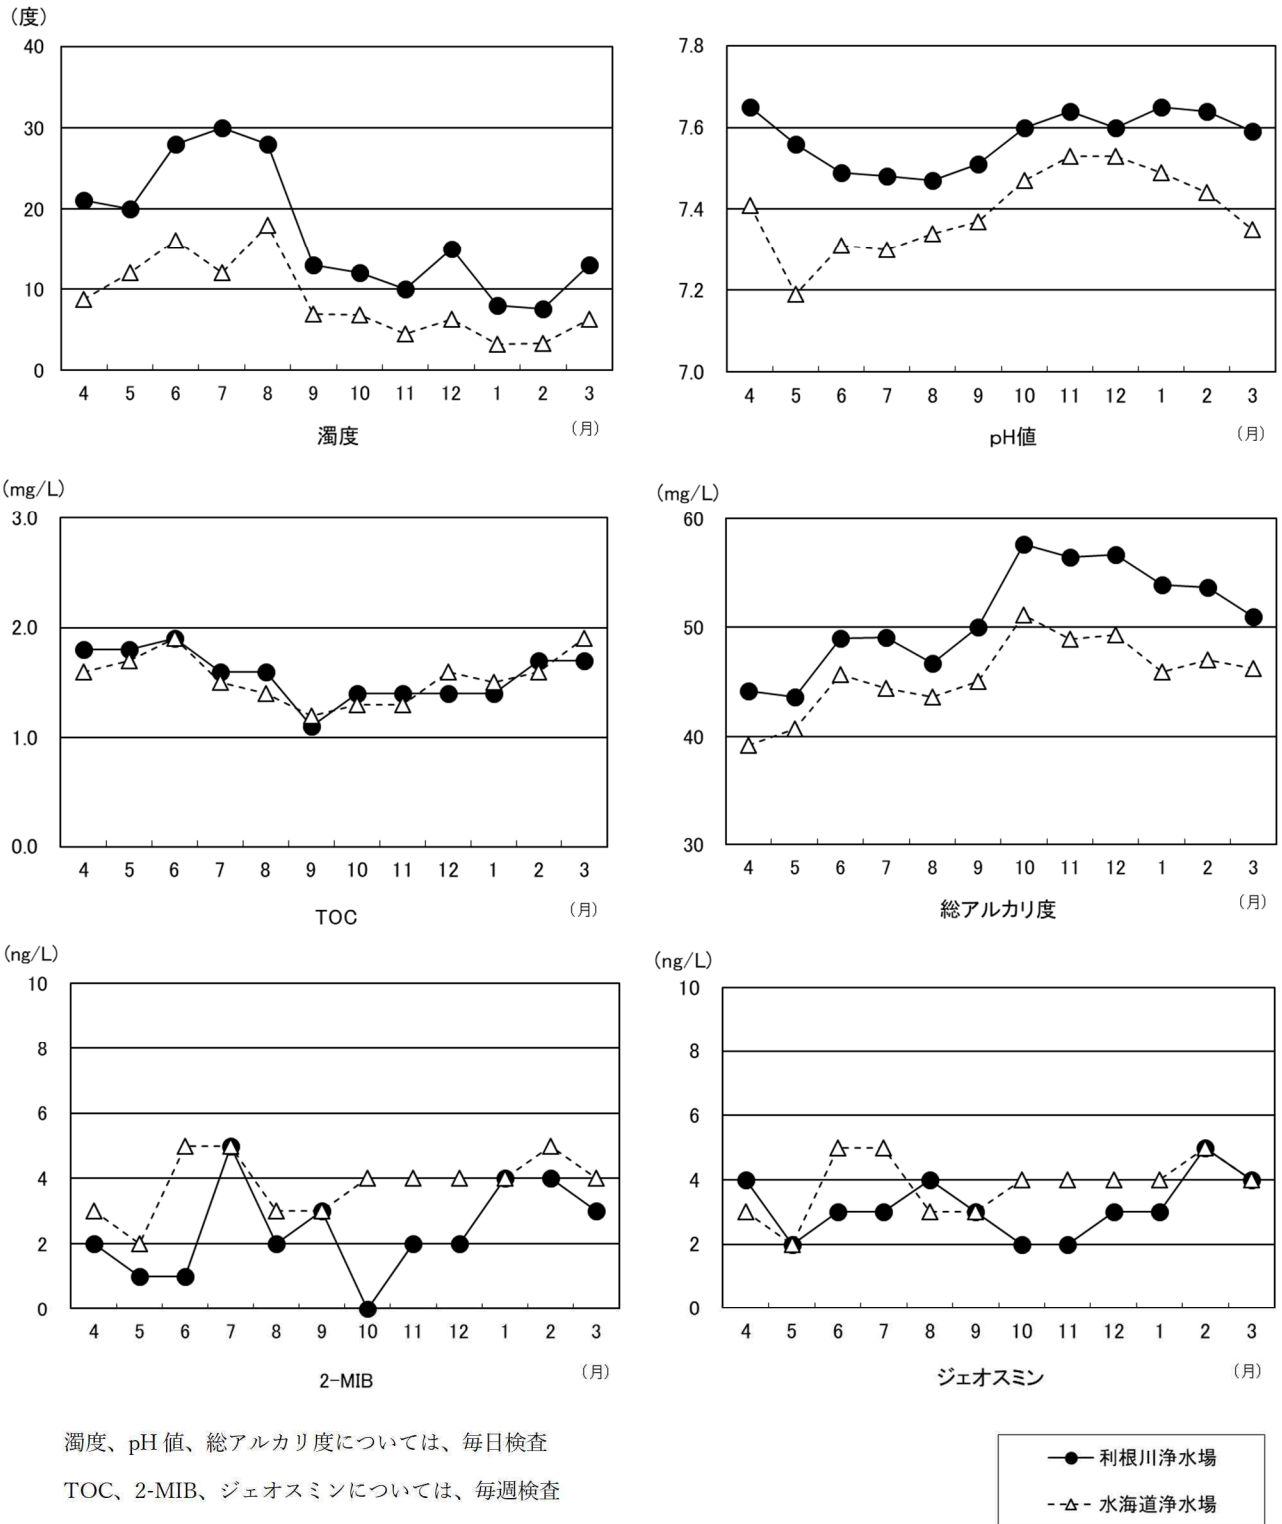 (度)
40
30
20
10
0
4 5 6 7 8 9 10 11 12 1 2 3
濁度
（月）
7.8
7.6
7.4
7.2
7.0
4 5 6 7 8 9 10 11 12 1 2 3
pH値
（月）
(mg/L)
3.0
2.0
1.0
0.0
4 5 6 7 8 9 10 11 12 1 2 3
TOC
（月）
(mg/L)
60
50
40
30
4 5 6 7 8 9 10 11 12 1 2 3
総アルカリ度
（月）
(ng/L)
10
8
6
4
2
0
4 5 6 7 8 9 10 11 12 1 2 3
2-MIB
（月）
(ng/L)
10
8
6
4
2
0
4 5 6 7 8 9 10 11 12 1 2 3
ジェオスミン
（月）
濁度、pH 値、総アルカリ度については、毎日検査
TOC、2-MIB、ジェオスミンについては、毎週検査
利根川浄水場
水海道浄水場